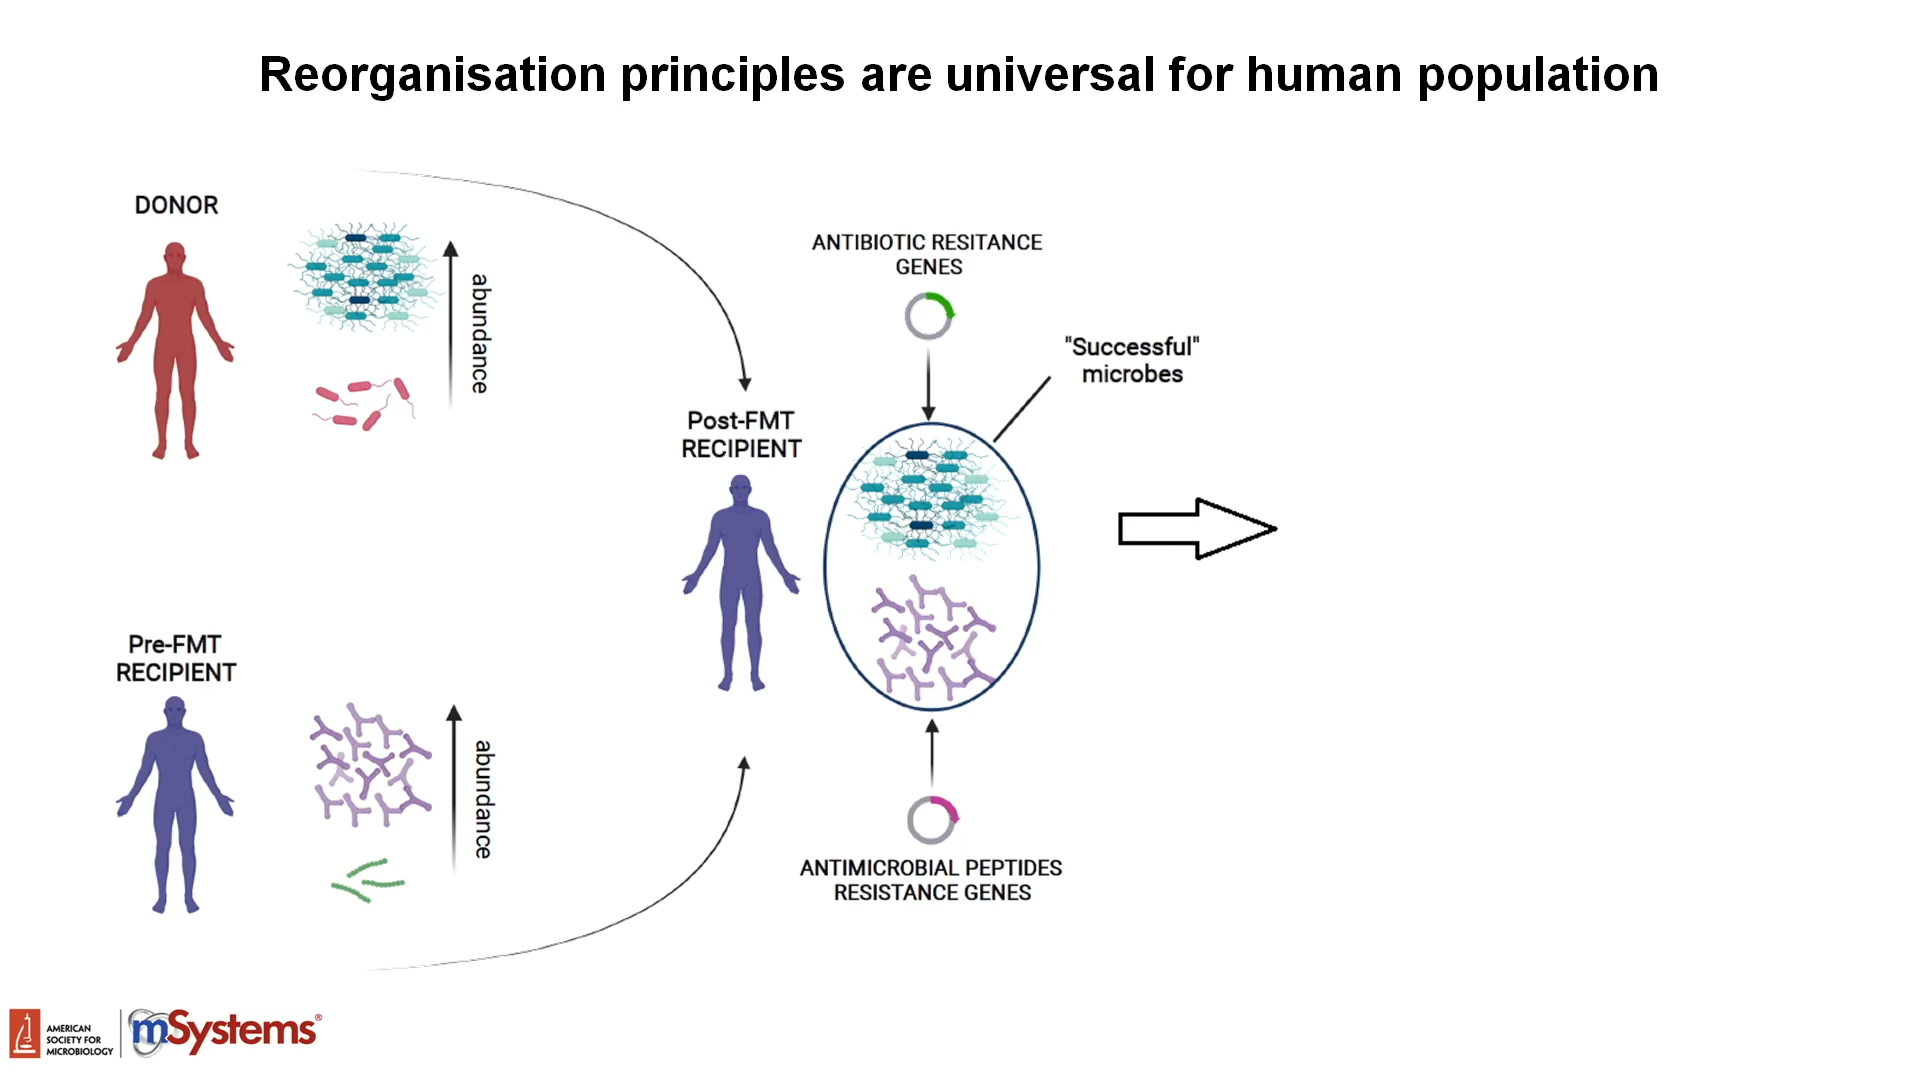 Reorganisation principles are universal for human population
DONOR
abundance
Pre-FMT
RECIPIENT
abundance
Post-FMT
RECIPIENT
ANTIBIOTIC RESITANCE
GENES
"Successful"
microbes
ANTIMICROBIAL PEPTIDES
RESISTANCE GENES
AMERICAN
SOCIETY FOR
MICROBIOLOGY
mSystems®